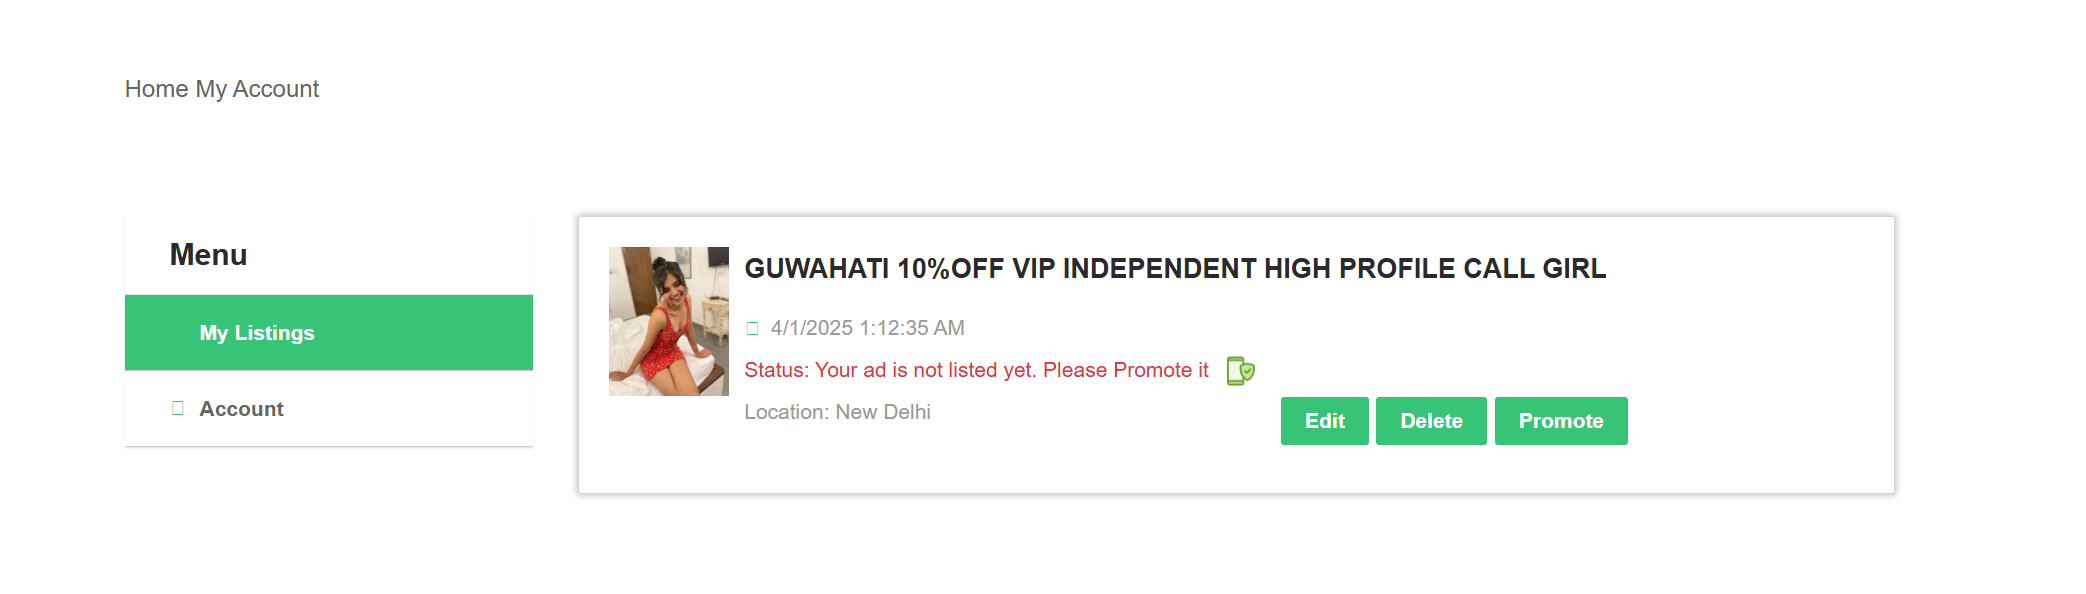 Home My Account
Menu
My Listings
Account
GUWAHATI 10%OFF VIP INDEPENDENT HIGH PROFILE CALL GIRL
4/1/2025 1:12:35 AM
Status: Your ad is not listed yet. Please Promote it
Location: New Delhi
Edit Delete Promote